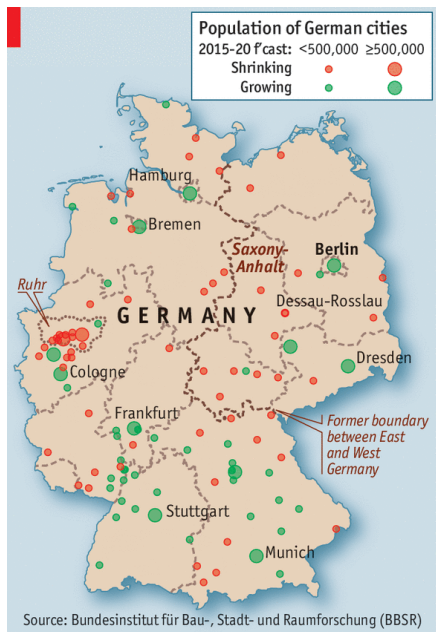 Population of German cities
2015-20 f'cast: <500,000 ≥500,000
Shrinking
Growing
Hamburg
Bremen
Saxony-
Anhalt
Berlin
Ruhr
GERMANY
Dessau-Rosslau
Cologne
Dresden
Frankfurt
Former boundary
between East
and West
Germany
Stuttgart
Munich
Source: Bundesinstitut für Bau-, Stadt- und Raumforschung (BBSR)